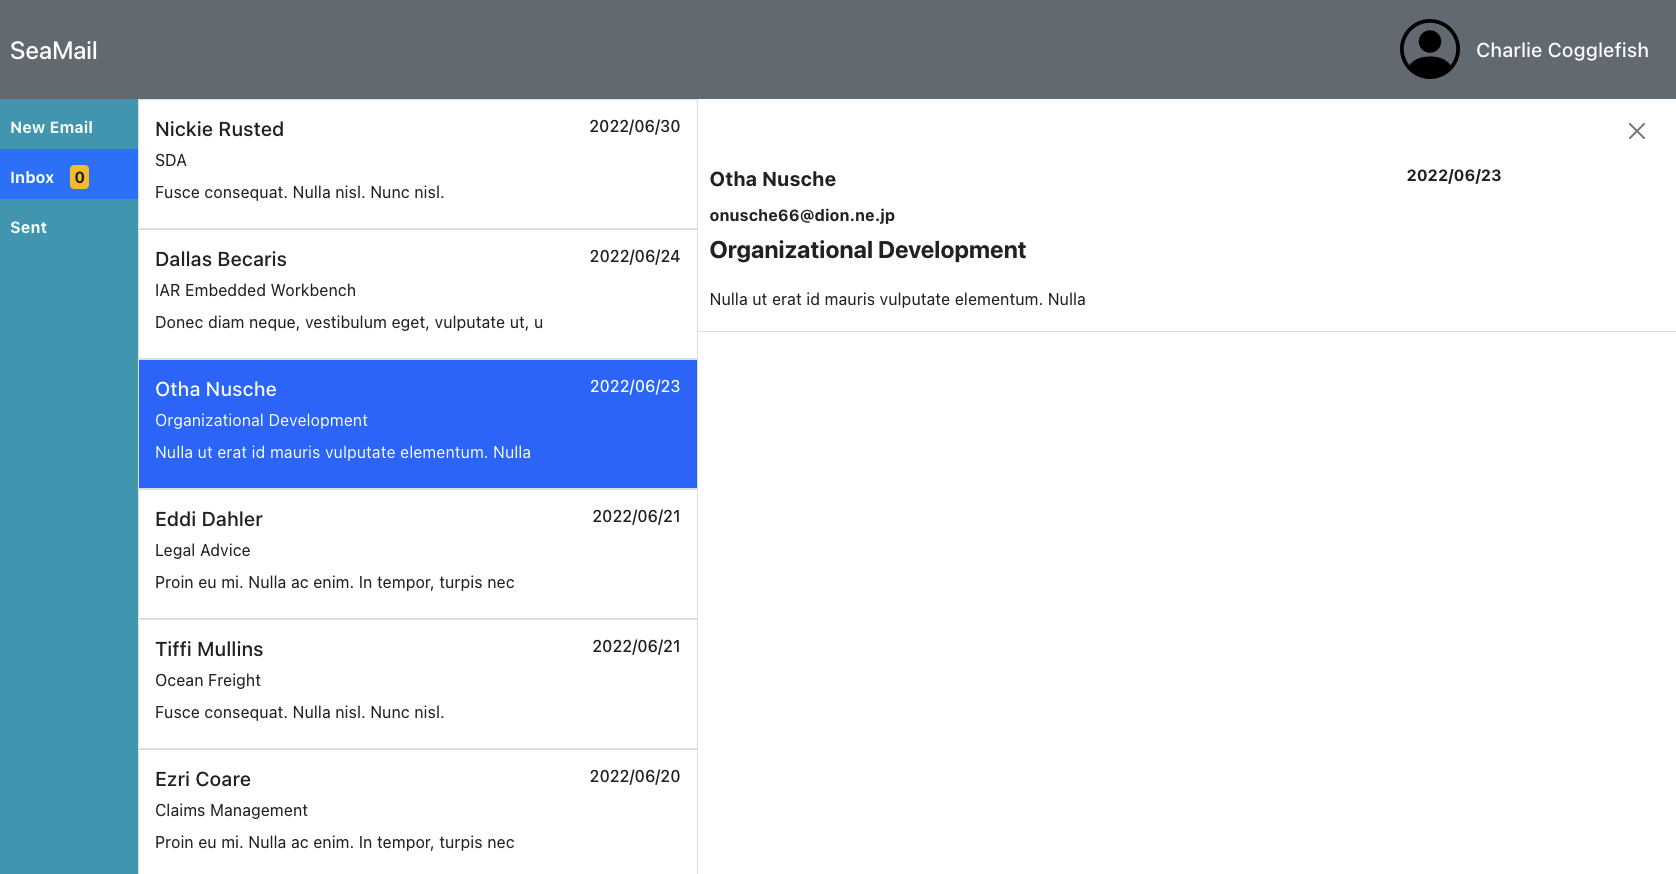 SeaMail
Charlie Cogglefish
New Email
Inbox 0
Sent
Nickie Rusted 2022/06/30
SDA
Fusce consequat. Nulla nisl. Nunc nisl.
Dallas Becaris 2022/06/24
IAR Embedded Workbench
Donec diam neque, vestibulum eget, vulputate ut, u
Otha Nusche 2022/06/23
Organizational Development
Nulla ut erat id mauris vulputate elementum. Nulla
Eddi Dahler 2022/06/21
Legal Advice
Proin eu mi. Nulla ac enim. In tempor, turpis nec
Tiffi Mullins 2022/06/21
Ocean Freight
Fusce consequat. Nulla nisl. Nunc nisl.
Ezri Coare 2022/06/20
Claims Management
Proin eu mi. Nulla ac enim. In tempor, turpis nec
Otha Nusche 2022/06/23
onusche66@dion.ne.jp
Organizational Development
Nulla ut erat id mauris vulputate elementum. Nulla